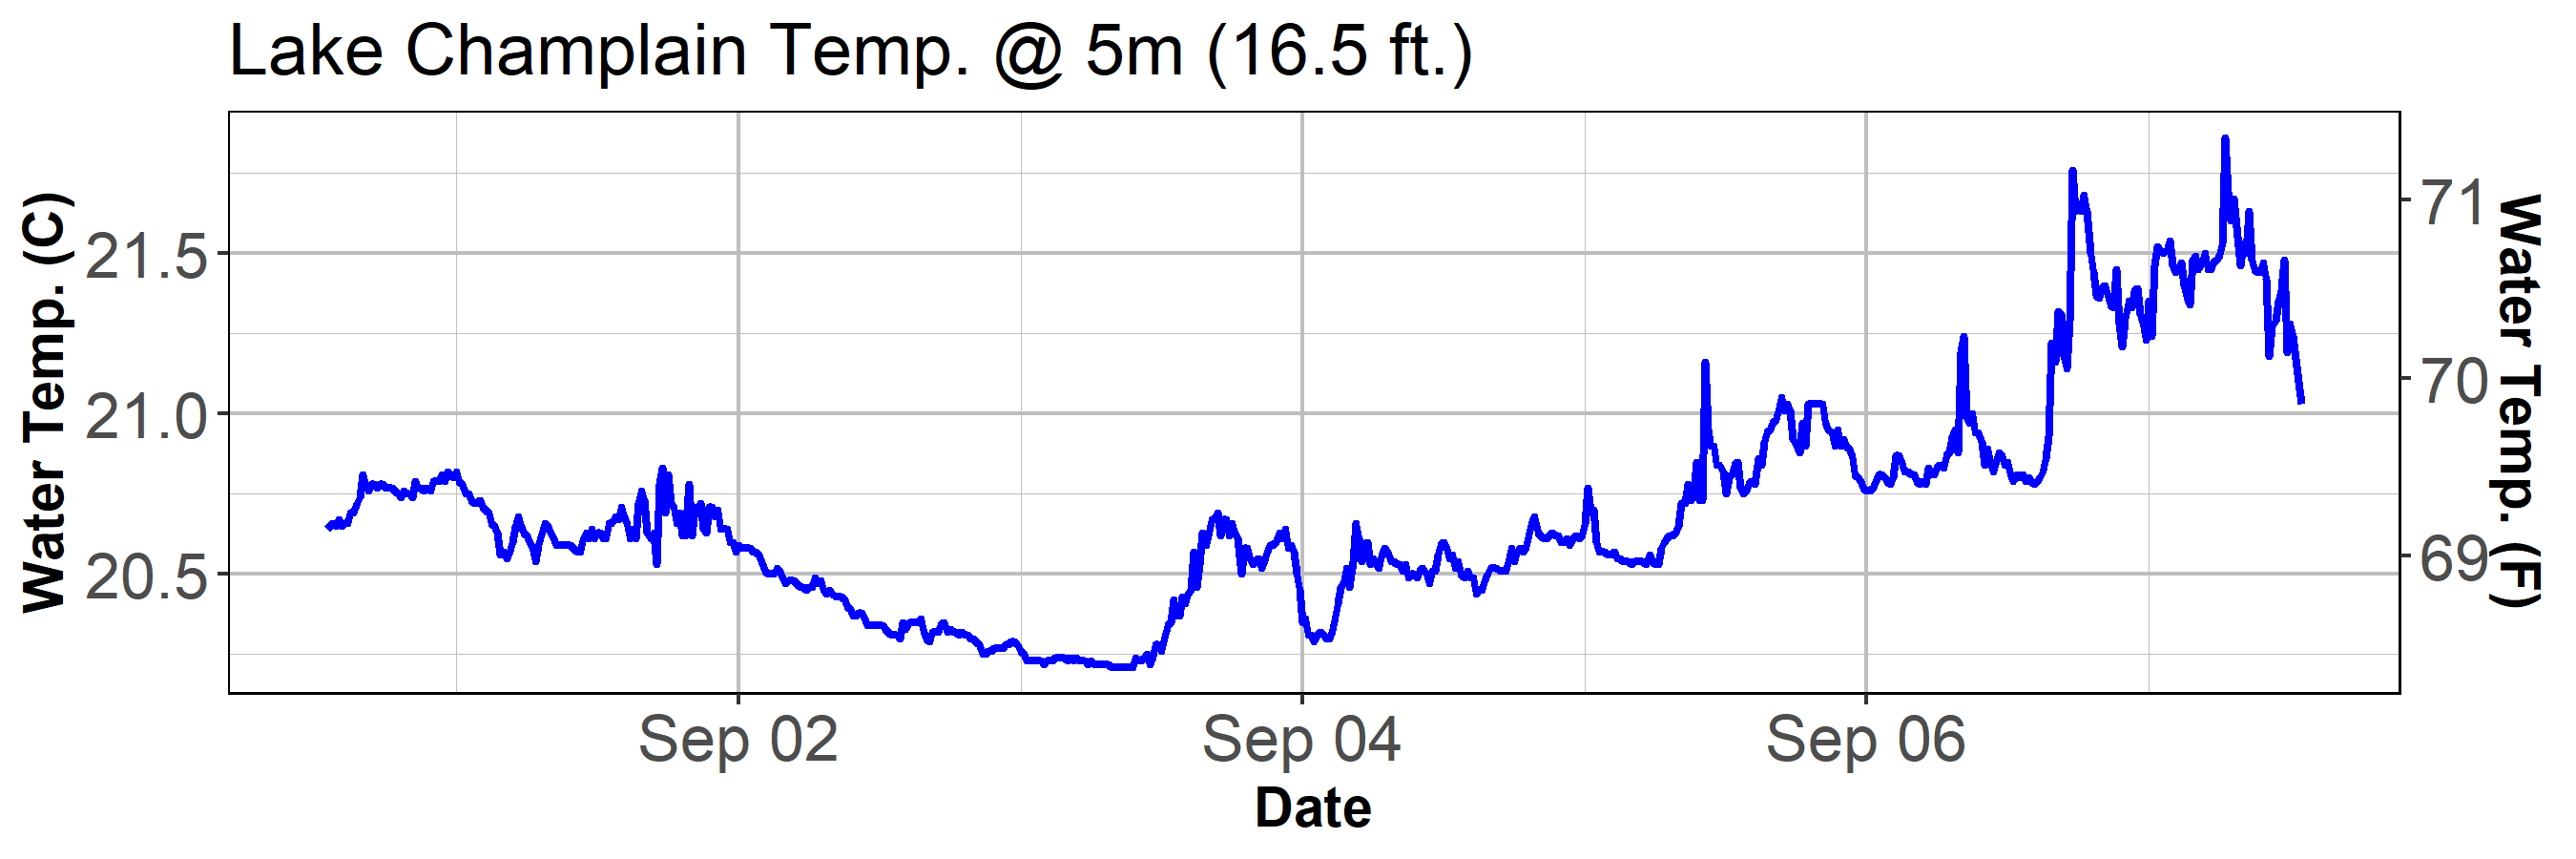 Lake Champlain Temp. @ 5m (16.5 ft.)
Water Temp. (C)
21.5
21.0
20.5
71
70
69
Water Temp. (F)
Sep 02 Sep 04 Sep 06
Date